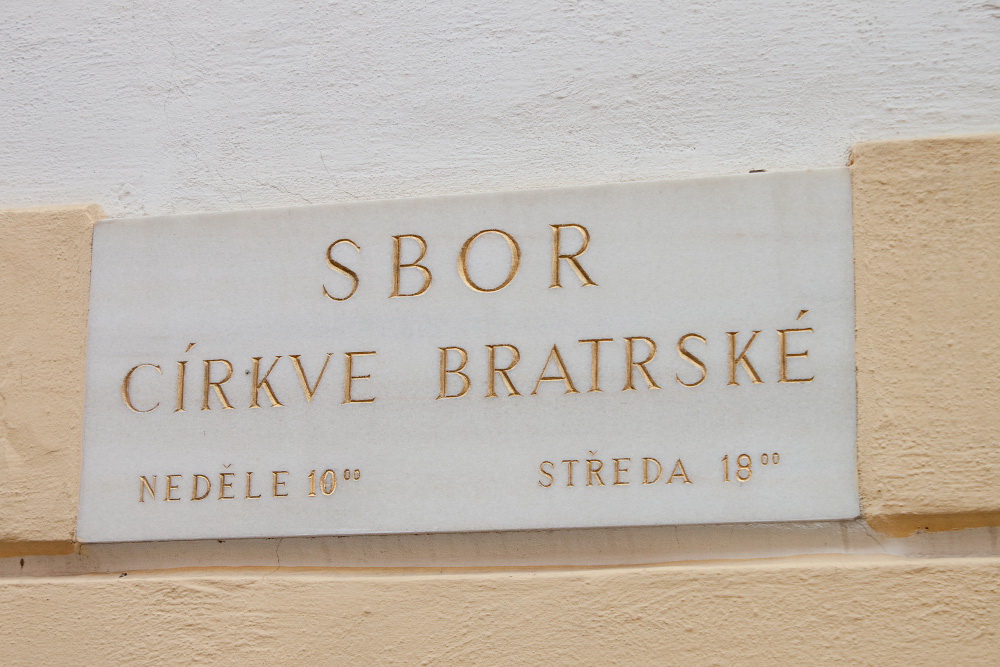 SBOR
CÍRKVE BRATRSKÉ
NEDĚLE 10⁰⁰ STŘEDA 18⁰⁰